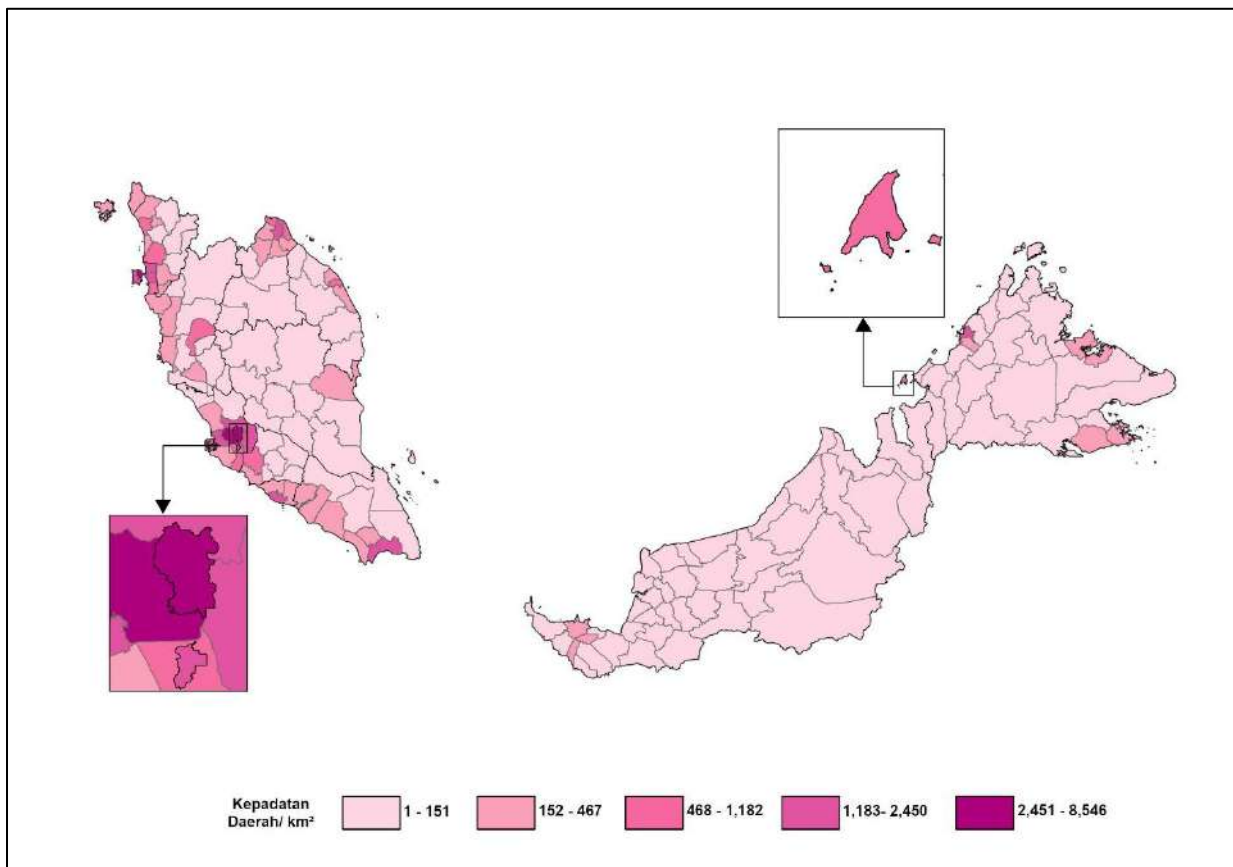 Kepadatan
Daerah/ km²
1 - 151
152 - 467
468 - 1,182
1,183- 2,450
2,451 - 8,546